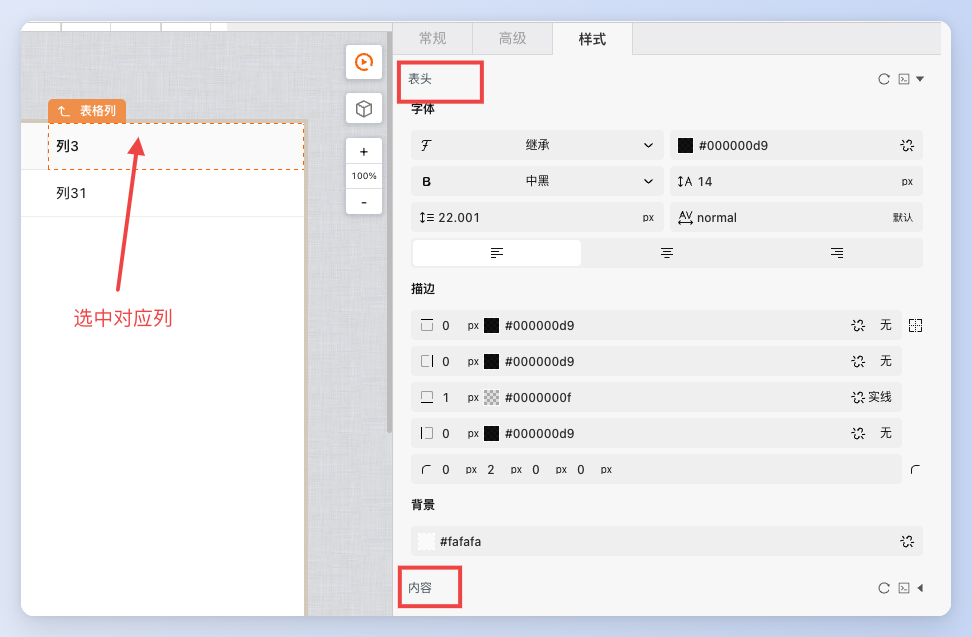 常规 高级 样式
表头
字体
继承 #000000d9
B 中黑 A 14 px
22.001 px AV normal 默认
描边
0 px #000000d9 无
0 px #000000d9 无
1 px #0000000f 实线
0 px #000000d9 无
0 px 2 px 0 px 0 px
背景
#fafafa
内容
表格列
列3
列31
选中对应列
+
100%
-